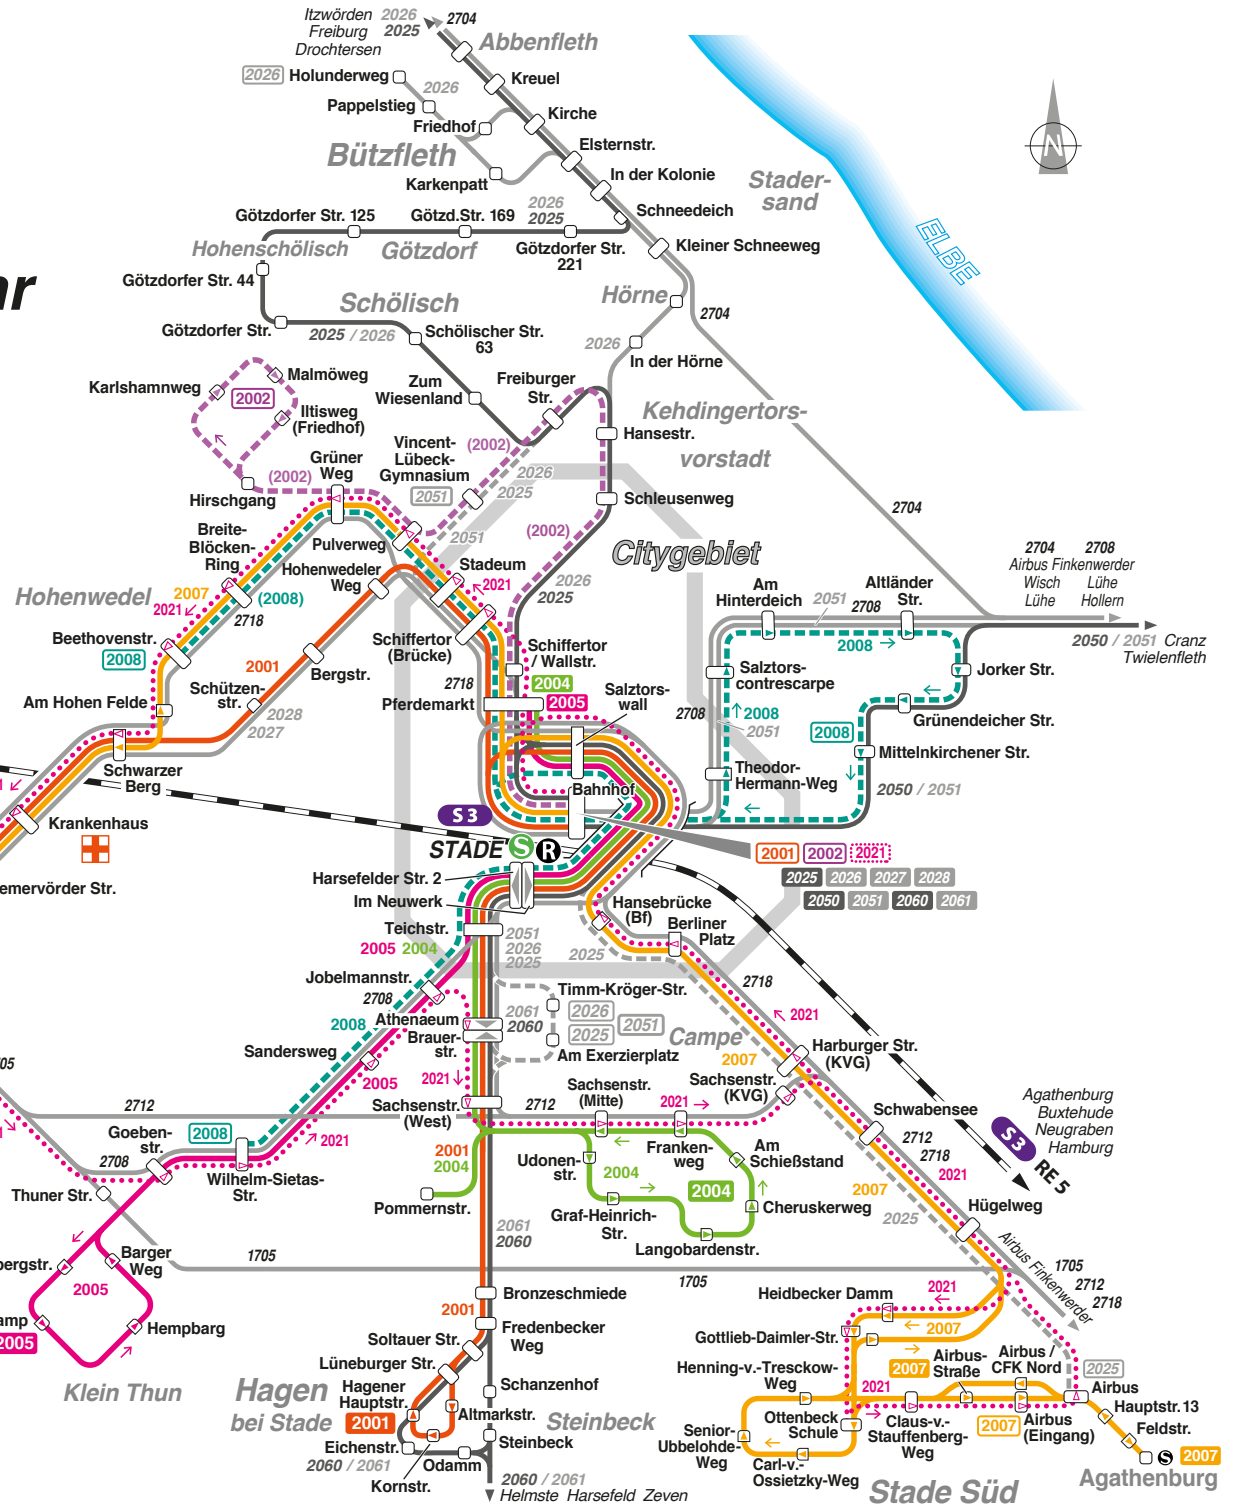 Itzwörden 2026
Freiburg 2025
Drochtersen
2704
Abbenfleth
2026 Holunderweg
2026
Kreuel
Pappelstieg
Kirche
Friedhof
Bützfleth
Elsternstr.
Karkenpatt
In der Kolonie
Stader-
sand
2026
2025
Schneedeich
Götzdorfer Str. 125
Götzd.Str. 169
Hohenschölisch
Götzdorf
Götzdorfer Str.
221
Kleiner Schneeweg
ELBE
N
Götzdorfer Str. 44
ar
Schölisch
Hörne
2704
Götzdorfer Str.
2025 / 2026
Schölischer Str.
63
2026
In der Hörne
Karlshamnweg
Malmöweg
2002
Iltisweg
(Friedhof)
Zum
Wiesenland
Freiburger
Str.
Kehdingertors-
vorstadt
Hansestr.
Vincent-
Lübeck-
Gymnasium
2051
(2002)
2026
2025
Grüner
Weg
(2002)
Hirschgang
Schleusenweg
2704
Breite-
Blöcken-
Ring
Pulverweg
2051
(2002)
Citygebiet
Hohenwedeler
Weg
Stadeum
2021
2026
2025
2704 2708
Airbus Finkenwerder
Wisch Lühe
Lühe Hollern
Hohenwedel
2007
2021
(2008)
2718
Am
Hinterdeich
2051
2708
Altländer
Str.
2008
2050 / 2051 Cranz
Twielenfleth
Beethovenstr.
2008
2001
Schiffertor
(Brücke)
Schiffertor
/ Wallstr.
2004
2005
Bergstr.
2718
Salztors-
contrescarpe
Jorker Str.
Schützen-
str.
Am Hohen Felde
Pferdemarkt
Salztors-
wall
2028
2027
2708
2008
2051
2008
Grünendeicher Str.
Mittelnkirchener Str.
Schwarzer
Berg
Theodor-
Hermann-Weg
2050 / 2051
Bahnhof
Krankenhaus
S 3
STADE S R
2001 2002 2021
2025 2026 2027 2028
2050 2051 2060 2061
emervörder Str.
Harsefelder Str. 2
Im Neuwerk
Hansebrücke
(Bf)
Berliner
Platz
Teichstr.
2005 2004
2051
2026
2025
2025
Jobelmannstr.
2708
2718
Timm-Kröger-Str.
2026
2025
2051
Am Exerzierplatz
2008
Athenaeum
Brauer-
str.
2061
2060
Campe
2021
Harburger Str.
(KVG)
Sandersweg
2005
2021
2007
Sachsenstr.
(KVG)
Sachsenstr.
(Mitte)
705
2712
Sachsenstr.
(West)
2712
2021
Schwabensee
Agathenburg
Buxtehude
Neugraben
Hamburg
S 3
RE 5
Goeben-
str.
2008
2021
2001
2004
Udonen-
str.
Franken-
weg
Am
Schießstand
2712
2718
2021
2708
Thuner Str.
Wilhelm-Sietas-
Str.
2004
2004
2007
2025
Pommernstr.
Graf-Heinrich-
Str.
Cheruskerweg
Hügelweg
2061
2060
Langobardenstr.
bergstr.
Barger
Weg
1705
1705
Airbus Finkenwerder
1705
2712
2718
2005
amp
2005
Hempbarg
Klein Thun
Bronzeschmiede
2001
Fredenbecker
Weg
Heidbecker Damm
2021
2007
Gottlieb-Daimler-Str.
Soltauer Str.
Lüneburger Str.
Hagen
bei Stade
Hagener
Hauptstr.
2001
Schanzenhof
Henning-v.-Tresckow-
Weg
2007
Airbus-
Straße
Airbus /
CFK Nord
2025
Airbus
2021
Altmarkstr.
Steinbeck
Steinbeck
Eichenstr.
2060 / 2061
Odamm
Kornstr.
Ottenbeck
Schule
Senior-
Ubbelohde-
Weg
Claus-v.-
Stauffenberg-
Weg
2007
Airbus
(Eingang)
Hauptstr.13
Feldstr.
Carl-v.-
Ossietzky-Weg
S 2007
Agathenburg
Stade Süd
2060 / 2061
Helmste Harsefeld Zeven